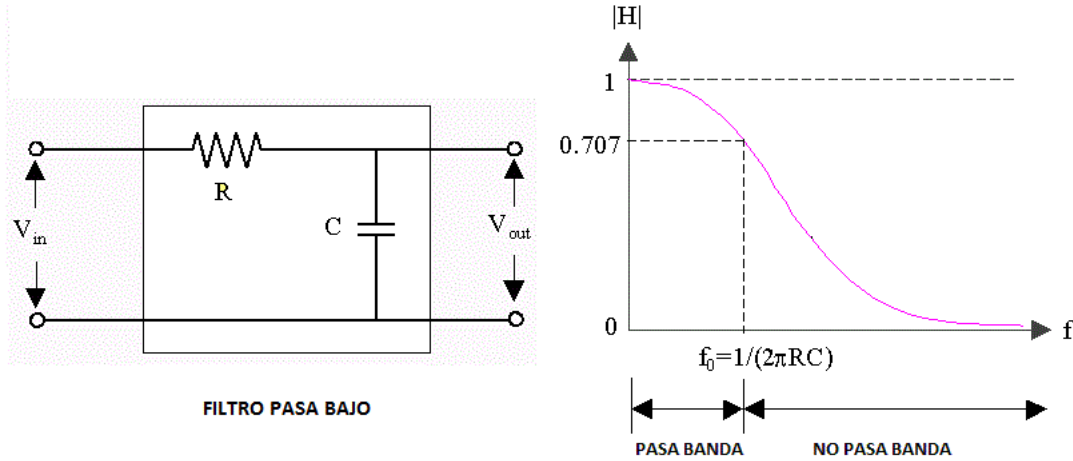 R
C
V_in
V_out
FILTRO PASA BAJO
|H|
1
0.707
0
f
f₀=1/(2πRC)
PASA BANDA
NO PASA BANDA